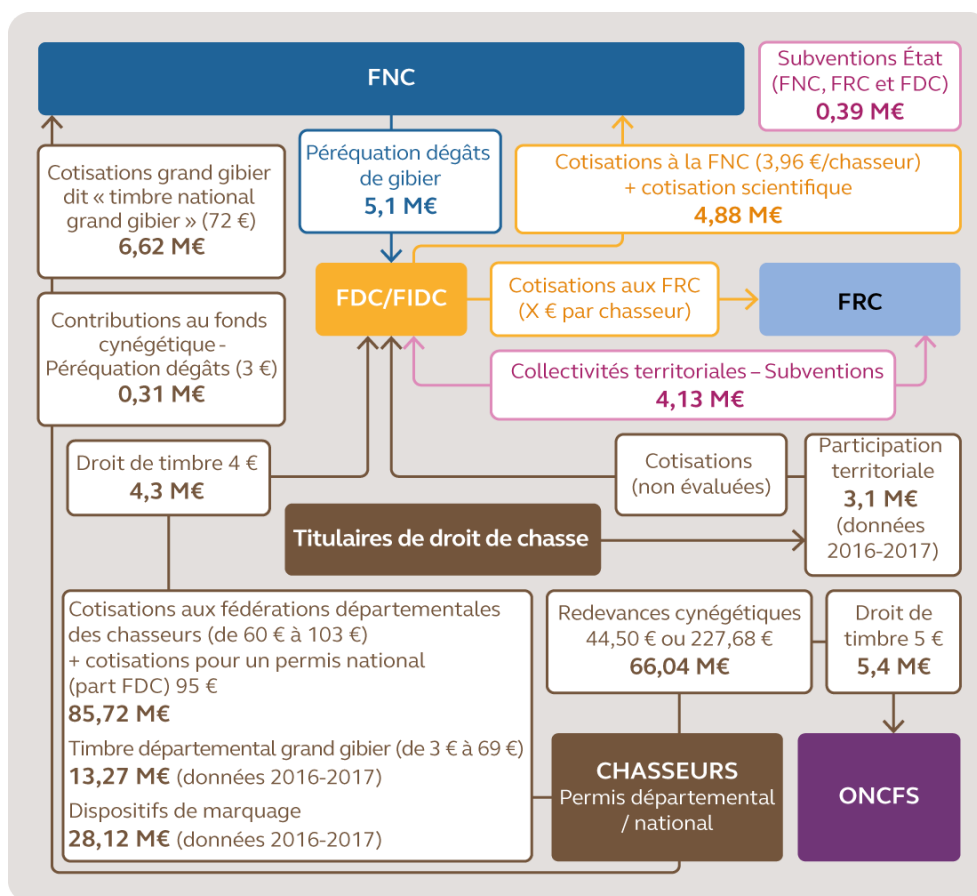 FNC
Subventions État
(FNC, FRC et FDC)
0,39 M€
Cotisations grand gibier
dit « timbre national
grand gibier » (72 €)
6,62 M€
Péréquation dégâts
de gibier
5,1 M€
Cotisations à la FNC (3,96 €/chasseur)
+ cotisation scientifique
4,88 M€
FDC/FIDC
Cotisations aux FRC
(X € par chasseur)
FRC
Contributions au fonds
cynégétique -
Péréquation dégâts (3 €)
0,31 M€
Collectivités territoriales – Subventions
4,13 M€
Droit de timbre 4 €
4,3 M€
Cotisations
(non évaluées)
Participation
territoriale
3,1 M€
(données
2016-2017)
Titulaires de droit de chasse
Cotisations aux fédérations départementales
des chasseurs (de 60 € à 103 €)
+ cotisations pour un permis national
(part FDC) 95 €
85,72 M€
Timbre départemental grand gibier (de 3 € à 69 €)
13,27 M€ (données 2016-2017)
Dispositifs de marquage
28,12 M€ (données 2016-2017)
Redevances cynégétiques
44,50 € ou 227,68 €
66,04 M€
Droit de
timbre 5 €
5,4 M€
CHASSEURS
Permis départemental
/ national
ONCFS